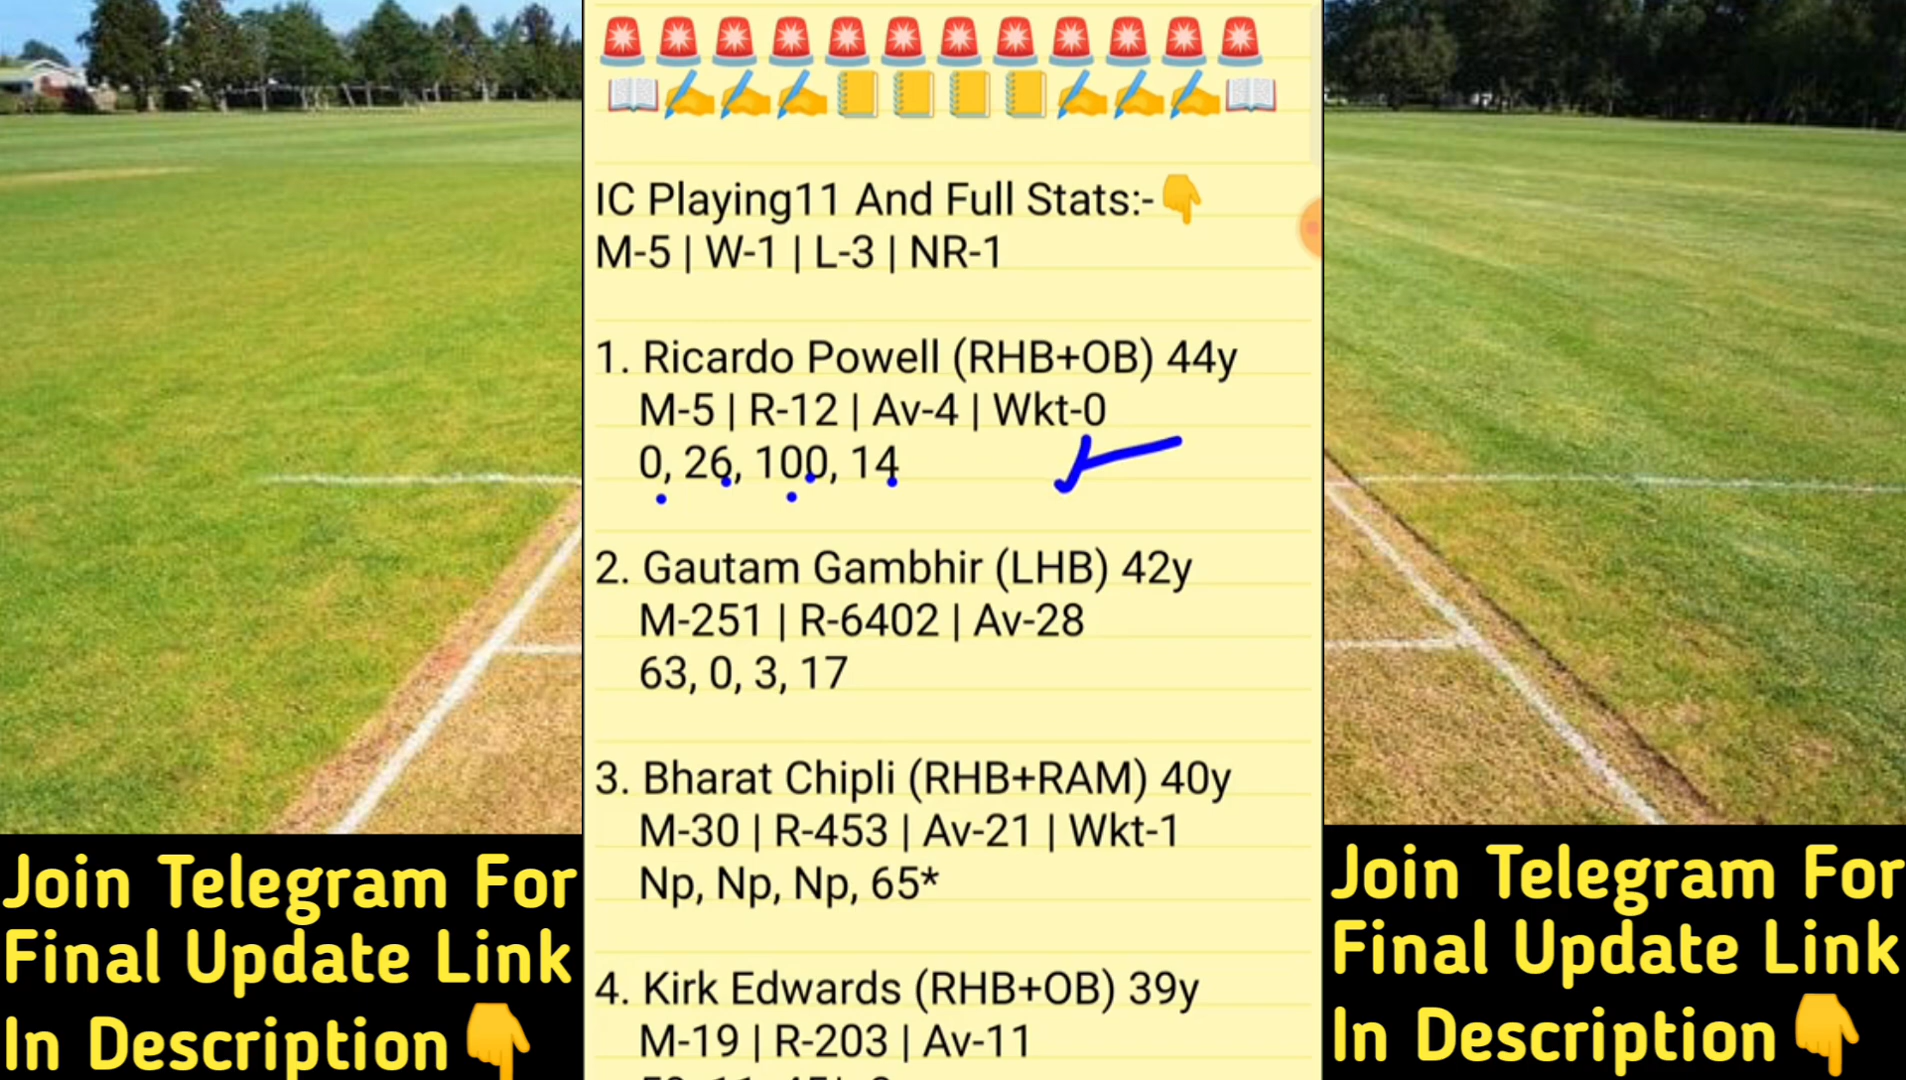 IC Playing11 And Full Stats:-👇
M-5 | W-1 | L-3 | NR-1
1. Ricardo Powell (RHB+OB) 44y
M-5 | R-12 | Av-4 | Wkt-0
0, 26, 100, 14
2. Gautam Gambhir (LHB) 42y
M-251 | R-6402 | Av-28
63, 0, 3, 17
3. Bharat Chipli (RHB+RAM) 40y
M-30 | R-453 | Av-21 | Wkt-1
Np, Np, Np, 65*
4. Kirk Edwards (RHB+OB) 39y
M-19 | R-203 | Av-11
Join Telegram For
Final Update Link
In Description👇
Join Telegram For
Final Update Link
In Description👇